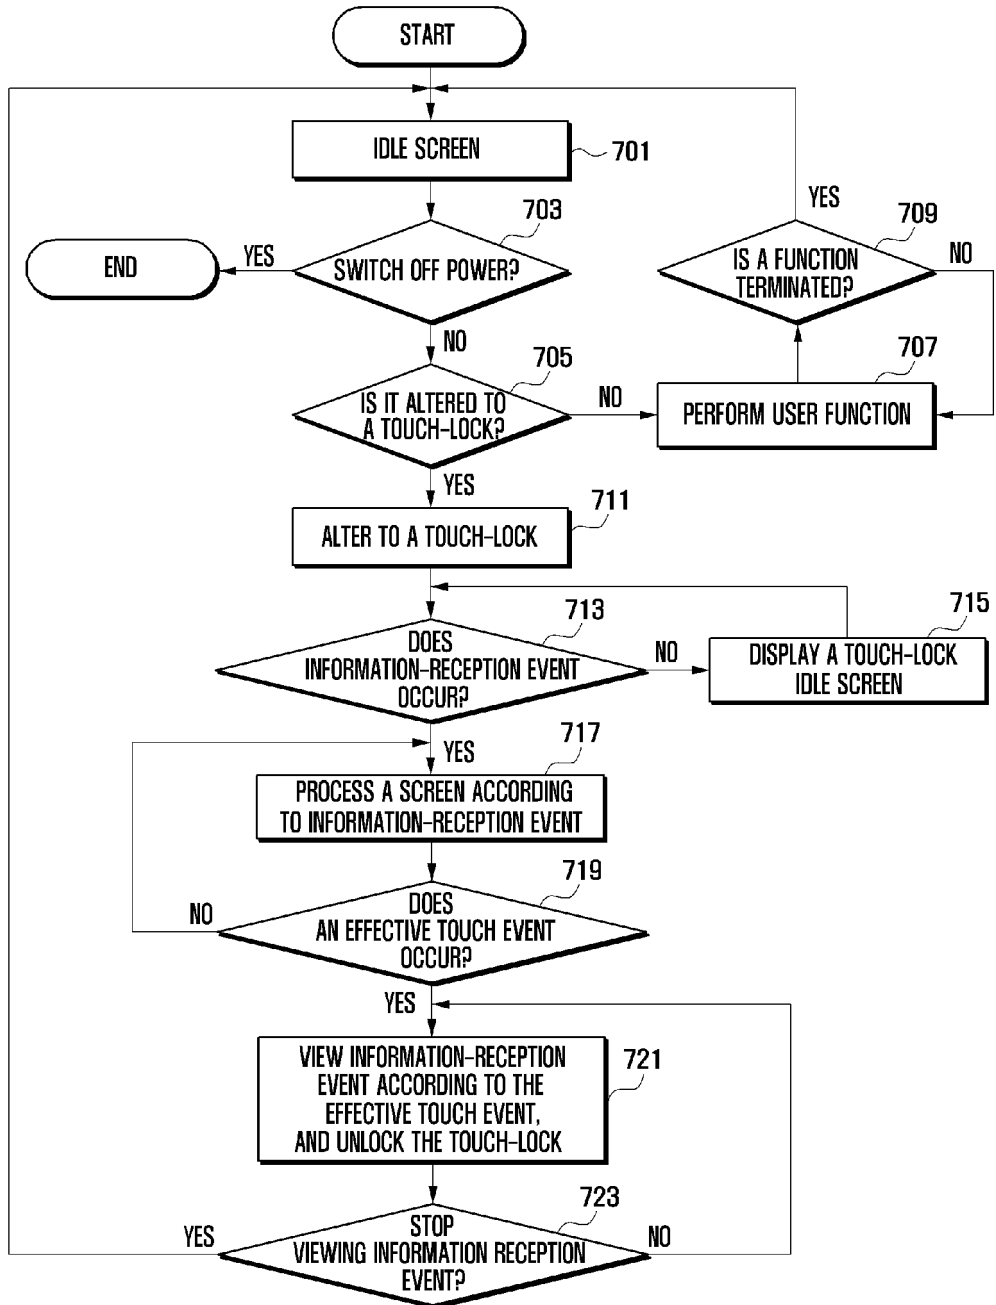 START
IDLE SCREEN
701
703
YES
709
END
YES
SWITCH OFF POWER?
IS A FUNCTION
TERMINATED?
NO
NO
705
707
IS IT ALTERED TO
A TOUCH-LOCK?
NO
PERFORM USER FUNCTION
YES
711
ALTER TO A TOUCH-LOCK
713
715
DOES
INFORMATION-RECEPTION EVENT
OCCUR?
NO
DISPLAY A TOUCH-LOCK
IDLE SCREEN
YES
717
PROCESS A SCREEN ACCORDING
TO INFORMATION-RECEPTION EVENT
719
NO
DOES
AN EFFECTIVE TOUCH EVENT
OCCUR?
YES
VIEW INFORMATION-RECEPTION
EVENT ACCORDING TO THE
EFFECTIVE TOUCH EVENT,
AND UNLOCK THE TOUCH-LOCK
721
723
YES
STOP
VIEWING INFORMATION RECEPTION
EVENT?
NO